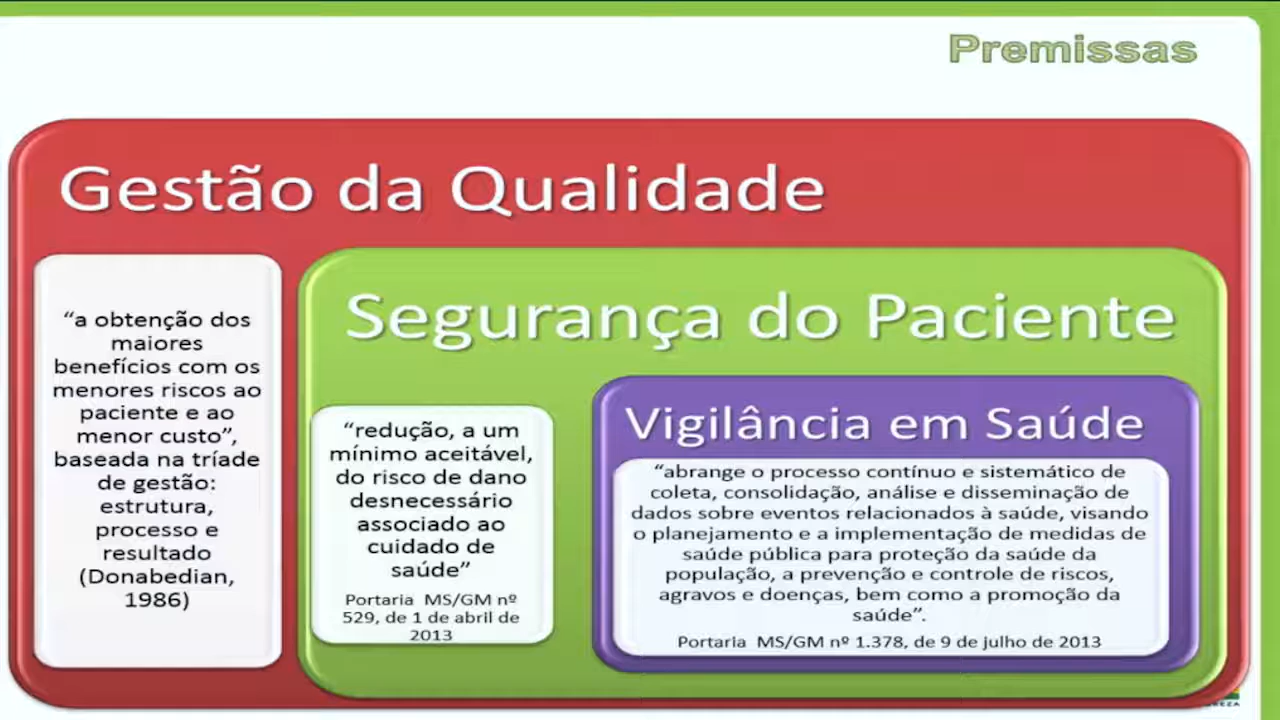 Premissas
Gestão da Qualidade
“a obtenção dos
maiores
benefícios com os
menores riscos ao
paciente e ao
menor custo”,
baseada na tríade
de gestão:
estrutura,
processo e
resultado
(Donabedian,
1986)
Segurança do Paciente
“redução, a um
mínimo aceitável,
do risco de dano
desnecessário
associado ao
cuidado de
saúde”
Portaria MS/GM nº
529, de 1 de abril de
2013
Vigilância em Saúde
“abrange o processo contínuo e sistemático de
coleta, consolidação, análise e disseminação de
dados sobre eventos relacionados à saúde, visando
o planejamento e a implementação de medidas de
saúde pública para proteção da saúde da
população, a prevenção e controle de riscos,
agravos e doenças, bem como a promoção da
saúde”.
Portaria MS/GM nº 1.378, de 9 de julho de 2013